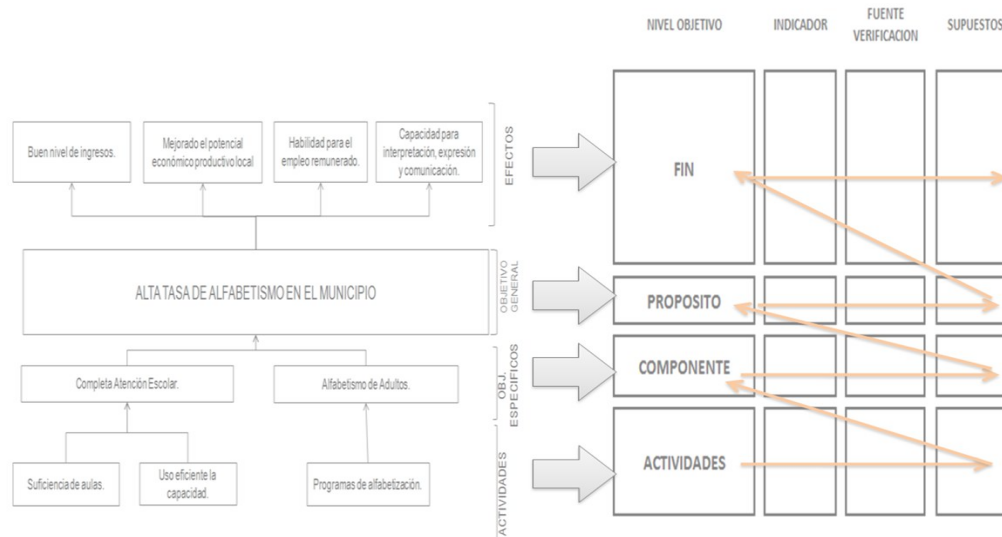 NIVEL OBJETIVO
INDICADOR
FUENTE
VERIFICACION
SUPUESTOS
Buen nivel de ingresos.
Mejorado el potencial
económico productivo local
Habilidad para el
empleo remunerado.
Capacidad para
interpretación, expresión
y comunicación.
EFECTOS
FIN
ALTA TASA DE ALFABETISMO EN EL MUNICIPIO
OBJETIVO
GENERAL
PROPOSITO
Completa Atención Escolar.
Alfabetismo de Adultos.
OBJ.
ESPECIFICOS
COMPONENTE
Suficiencia de aulas.
Uso eficiente la
capacidad.
Programas de alfabetización.
ACTIVIDADES
ACTIVIDADES